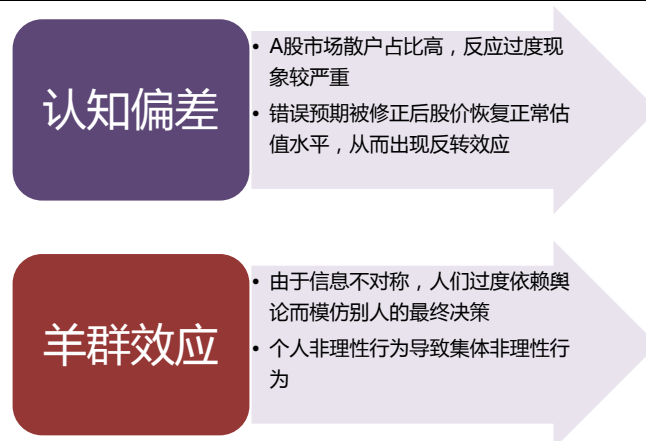 认知偏差
• A股市场散户占比高，反应过度现
象较严重
• 错误预期被修正后股价恢复正常估
值水平，从而出现反转效应
羊群效应
• 由于信息不对称，人们过度依赖舆
论而模仿别人的最终决策
• 个人非理性行为导致集体非理性行
为